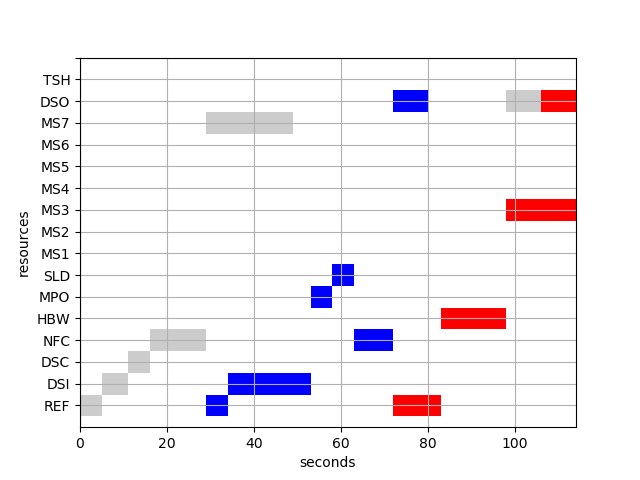 TSH
DSO
MS7
MS6
MS5
MS4
MS3
MS2
MS1
SLD
MPO
HBW
NFC
DSC
DSI
REF
resources
0 20 40 60 80 100
seconds